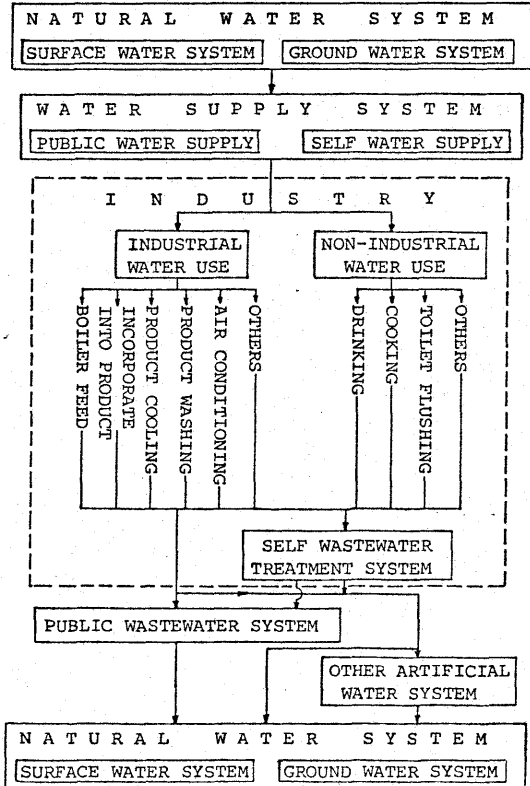 NATURAL WATER SYSTEM
SURFACE WATER SYSTEM
GROUND WATER SYSTEM
WATER SUPPLY SYSTEM
PUBLIC WATER SUPPLY
SELF WATER SUPPLY
INDUSTRY
INDUSTRIAL
WATER USE
NON-INDUSTRIAL
WATER USE
BOILER FEED
INCORPORATE
INTO PRODUCT
PRODUCT COOLING
PRODUCT WASHING
AIR CONDITIONING
OTHERS
DRINKING
COOKING
TOILET FLUSHING
OTHERS
SELF WASTEWATER
TREATMENT SYSTEM
PUBLIC WASTEWATER SYSTEM
OTHER ARTIFICIAL
WATER SYSTEM
NATURAL WATER SYSTEM
SURFACE WATER SYSTEM
GROUND WATER SYSTEM